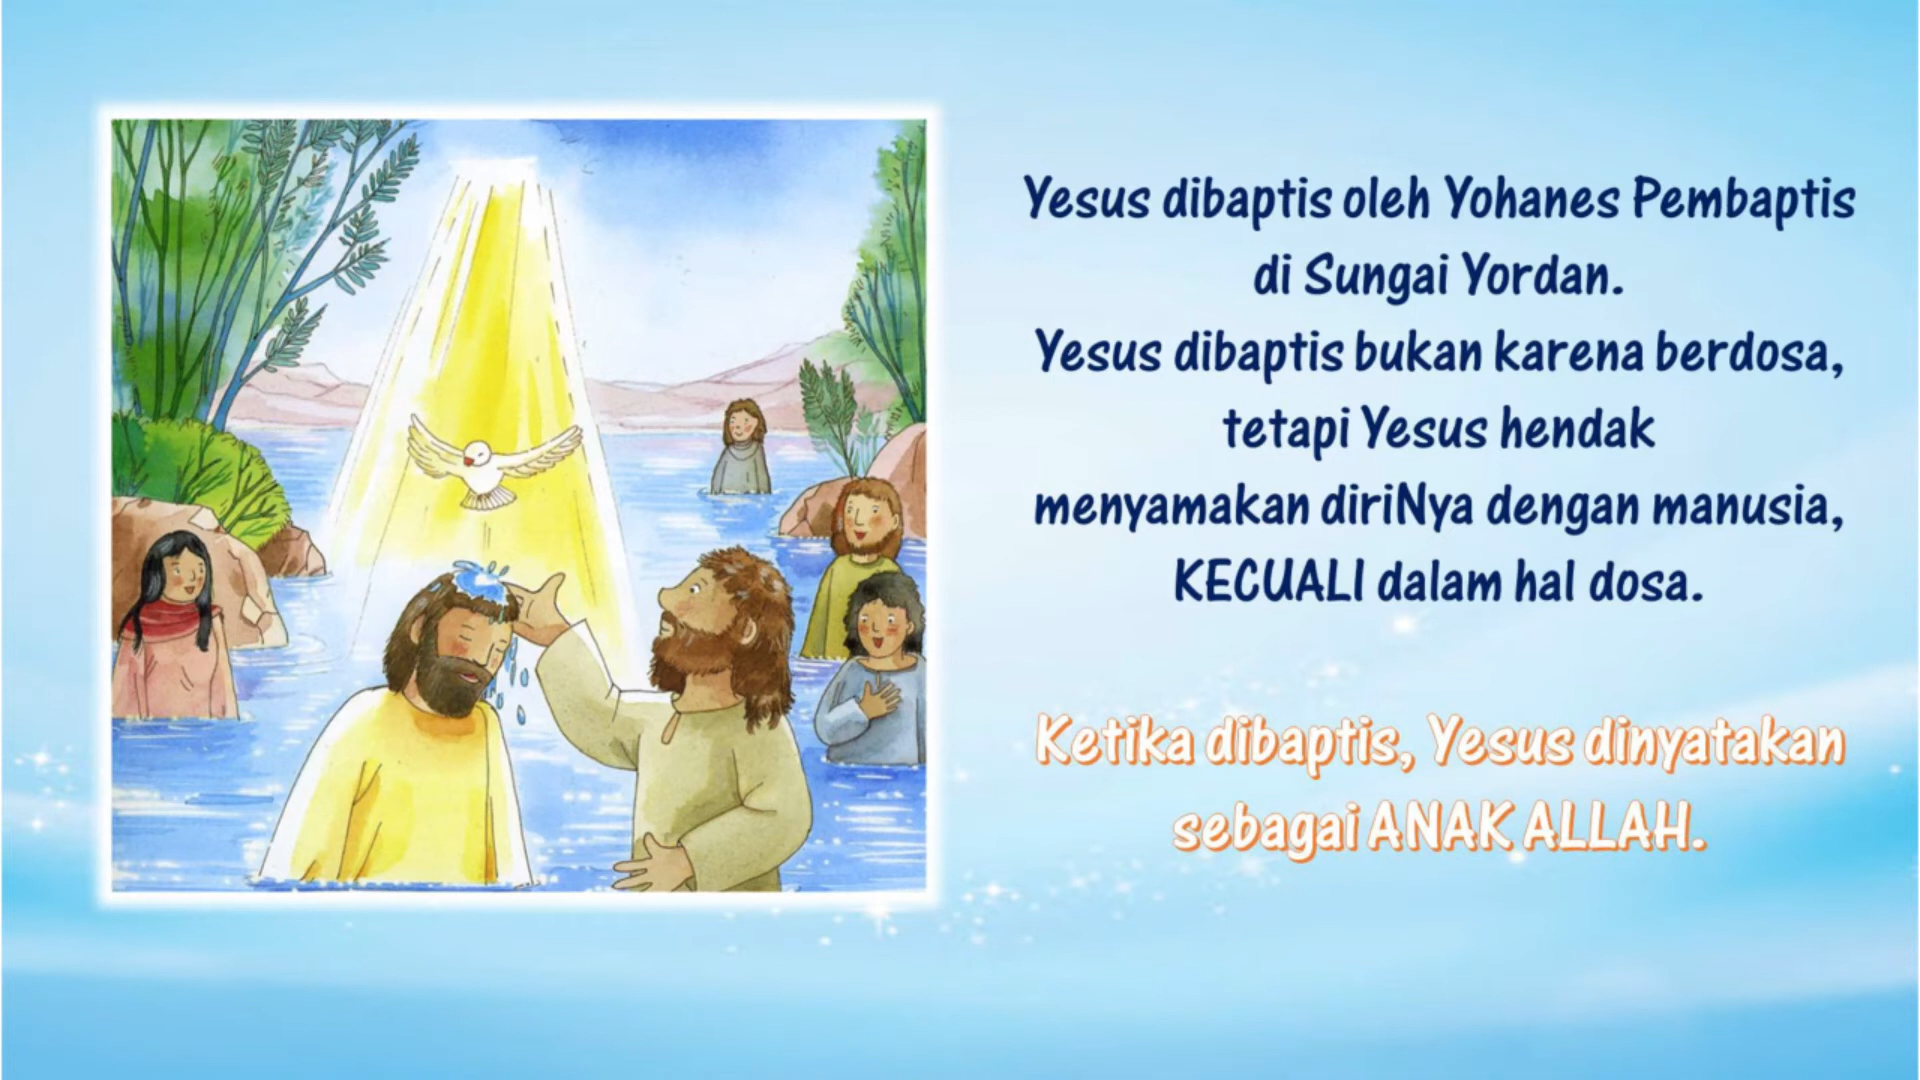 Yesus dibaptis oleh Yohanes Pembaptis
di Sungai Yordan.
Yesus dibaptis bukan karena berdosa,
tetapi Yesus hendak
menyamakan diriNya dengan manusia,
KECUALI dalam hal dosa.
Ketika dibaptis, Yesus dinyatakan
sebagai ANAK ALLAH.